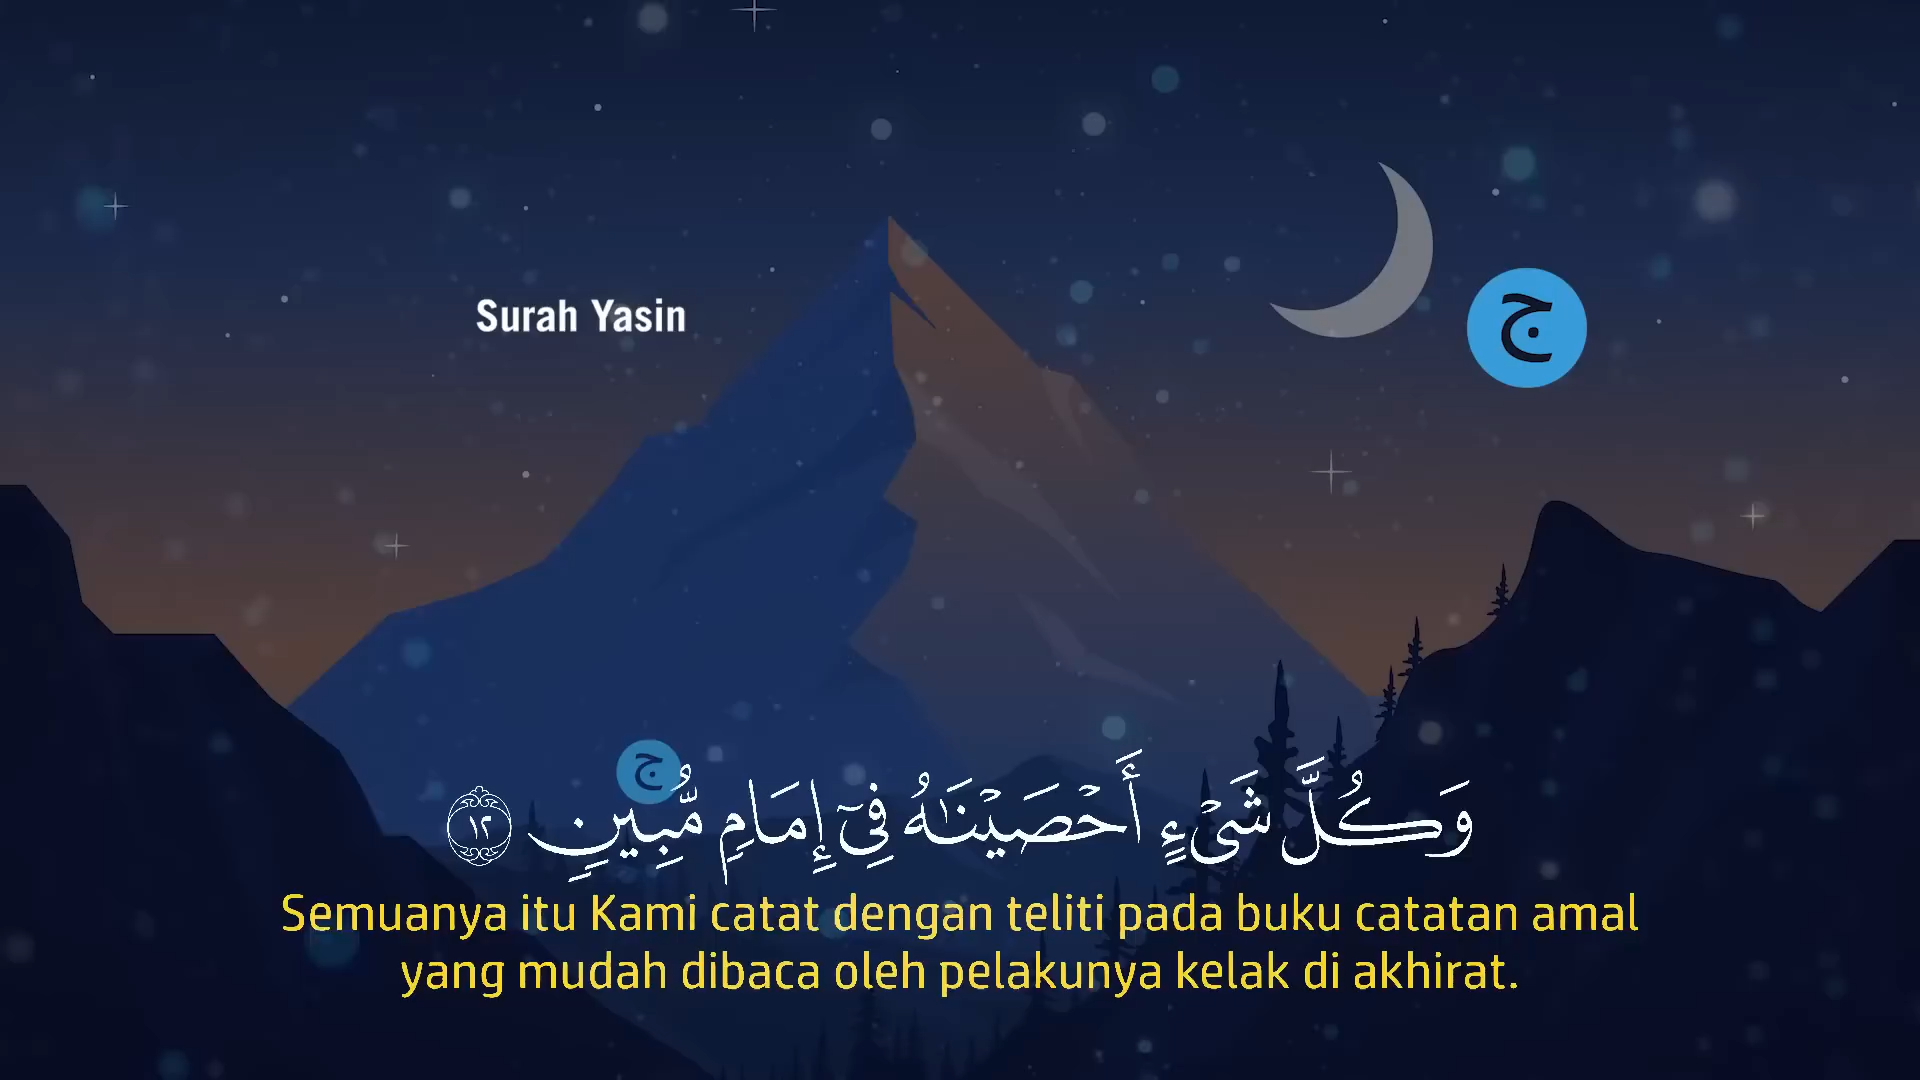 Surah Yasin
ج
ج
وَكُلَّ شَىْءٍ أَحْصَيْنَٰهُ فِىٓ إِمَامٍ مُّبِينٍ ١٢
Semuanya itu Kami catat dengan teliti pada buku catatan amal
yang mudah dibaca oleh pelakunya kelak di akhirat.